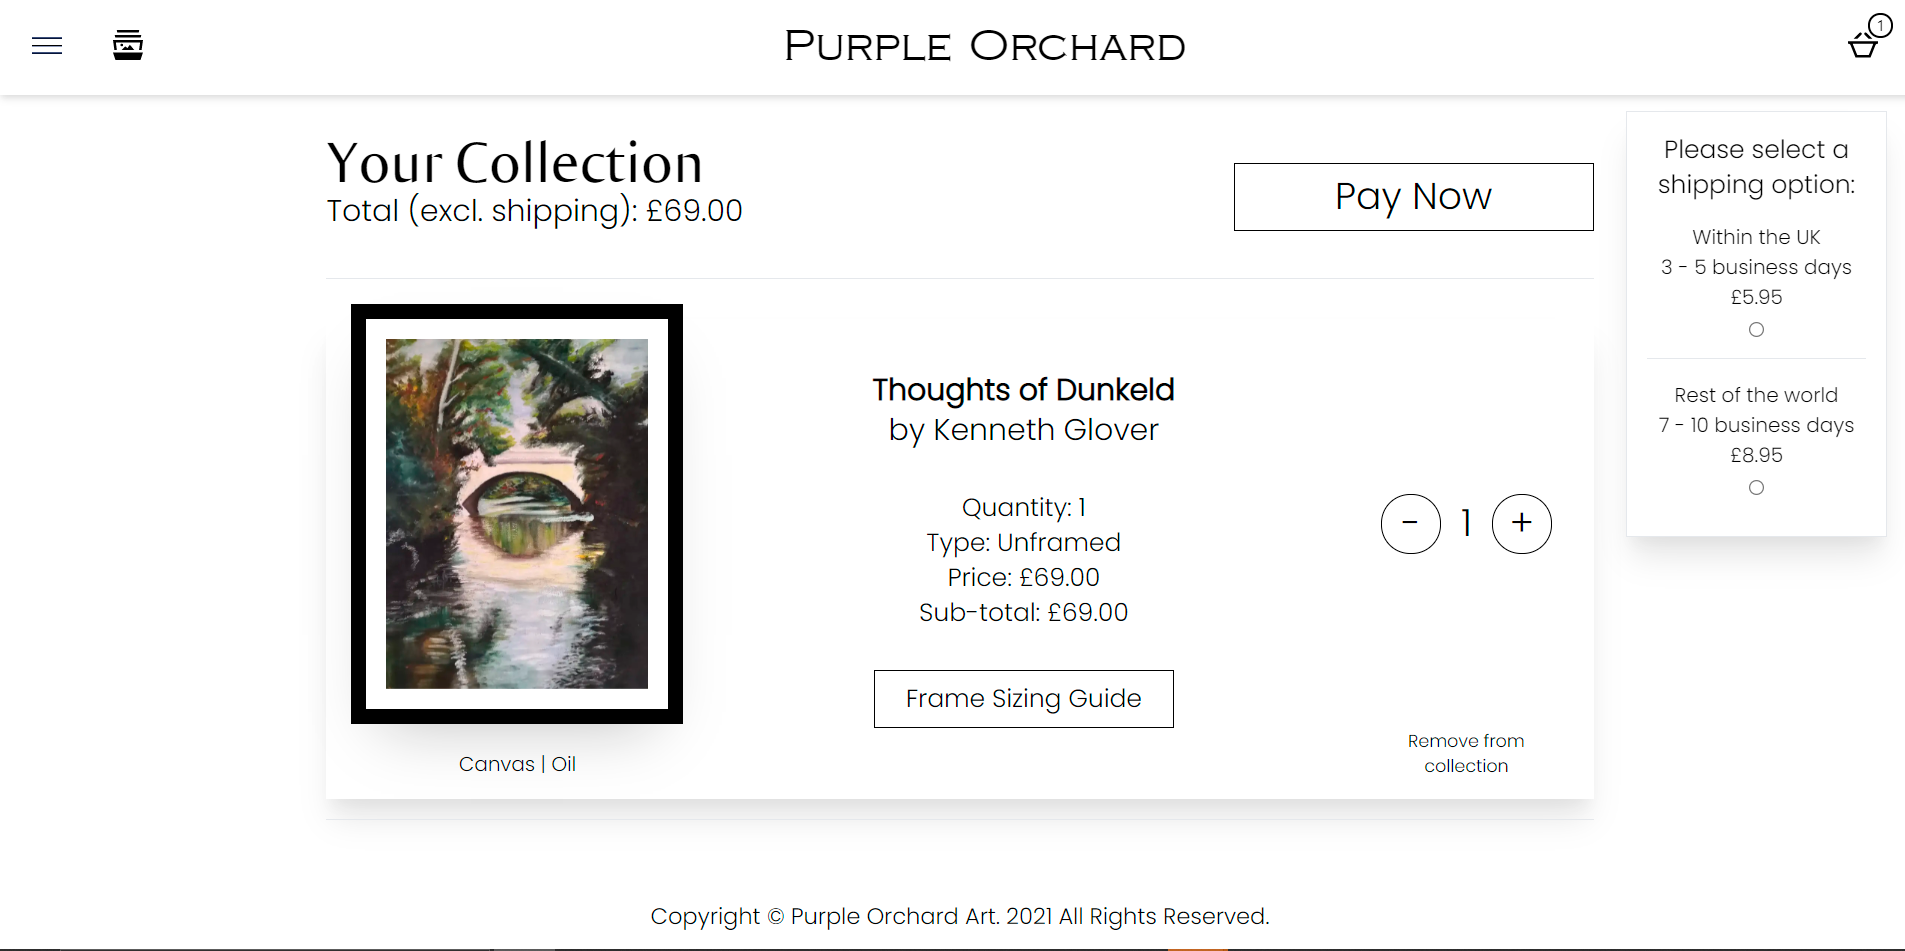 Purple Orchard
1
Your Collection
Total (excl. shipping): £69.00
Pay Now
Please select a
shipping option:
Within the UK
3 - 5 business days
£5.95
Rest of the world
7 - 10 business days
£8.95
Thoughts of Dunkeld
by Kenneth Glover
Quantity: 1
Type: Unframed
Price: £69.00
Sub-total: £69.00
Frame Sizing Guide
Canvas | Oil
- 1 +
Remove from
collection
Copyright © Purple Orchard Art. 2021 All Rights Reserved.